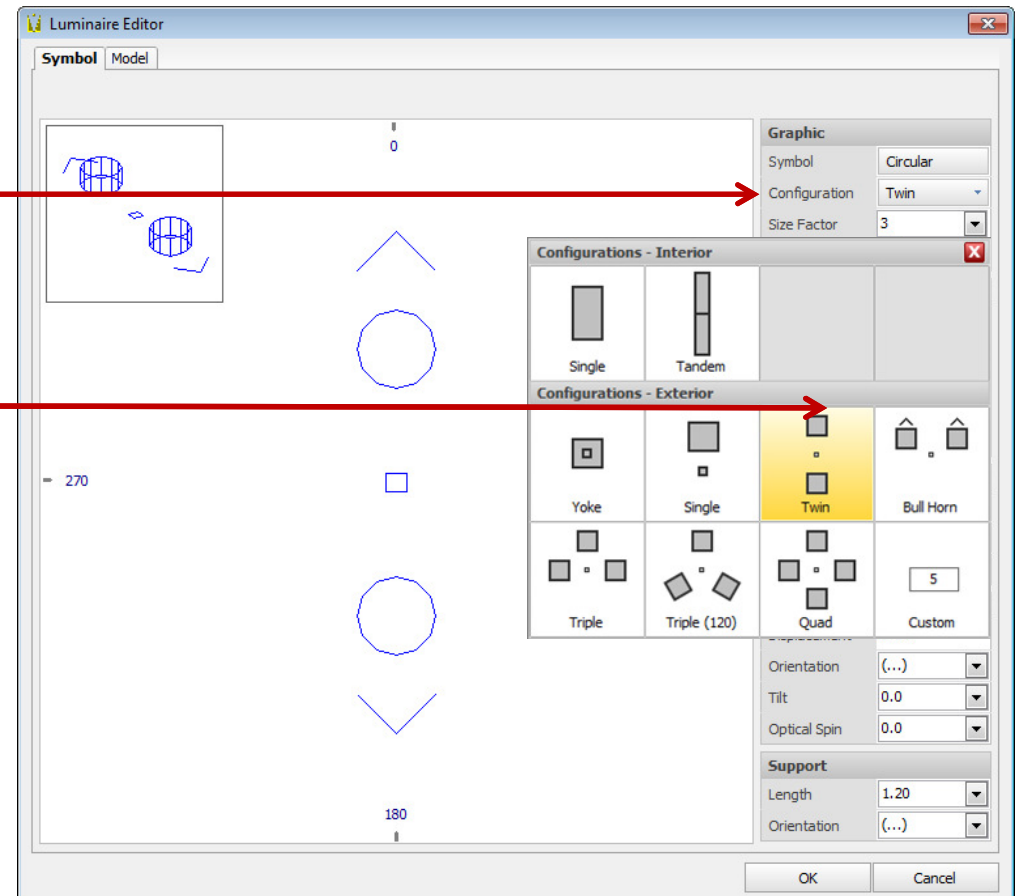 Luminaire Editor
Symbol Model
0
270
180
Graphic
Symbol Circular
Configuration Twin
Size Factor 3
Configurations - Interior
Single Tandem
Configurations - Exterior
Yoke Single Twin Bull Horn
5
Triple Triple (120) Quad Custom
Displacement
Orientation (...)
Tilt 0.0
Optical Spin 0.0
Support
Length 1.20
Orientation (...)
OK Cancel